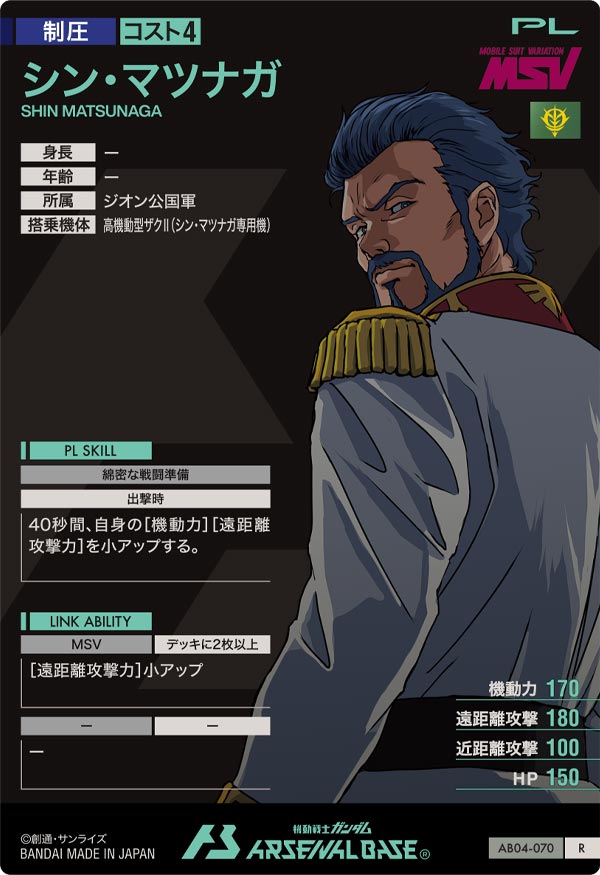 制圧 コスト4
PL
シン・マツナガ
SHIN MATSUNAGA
MOBILE SUIT VARIATION
MSV
身長 ー
年齢 ー
所属 ジオン公国軍
搭乗機体 高機動型ザクⅡ(シン・マツナガ専用機)
PL SKILL
綿密な戦闘準備
出撃時
40秒間、自身の[機動力][遠距離
攻撃力]を小アップする。
LINK ABILITY
MSV デッキに2枚以上
[遠距離攻撃力]小アップ
ー ー
ー
機動力 170
遠距離攻撃 180
近距離攻撃 100
HP 150
©創通・サンライズ
BANDAI MADE IN JAPAN
機動戦士ガンダム
ARSENAL BASE®
AB04-070 R